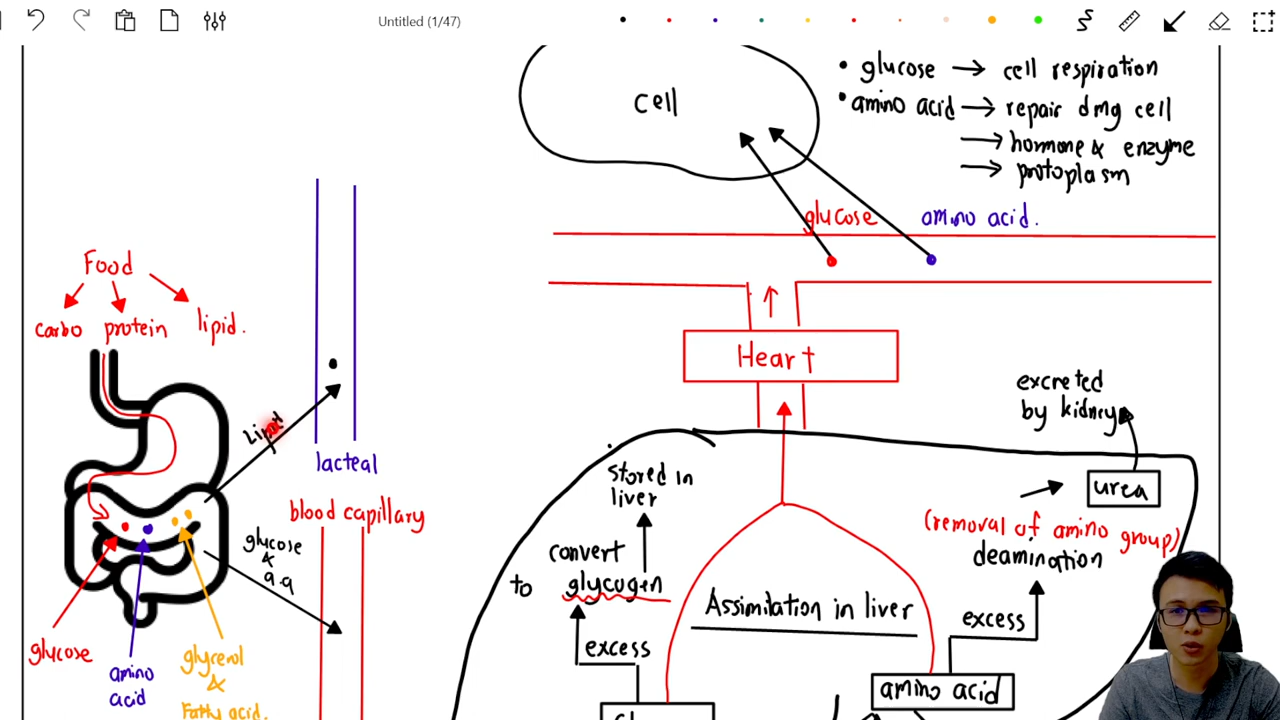 Untitled (1/47)
• glucose → cell respiration
• amino acid → repair dmg cell
→ hormone & enzyme
→ protoplasm
cell
glucose
amino acid.
Food
carbo protein lipid.
Heart
excreted
by kidney
lacteal
stored in
liver
urea
blood capillary
(removal of amino group)
deamination
glucose
&
a.a
convert
to glycogen
Assimilation in liver
excess
excess
glucose
amino
acid
glycerol
&
Fatty acid.
amino acid